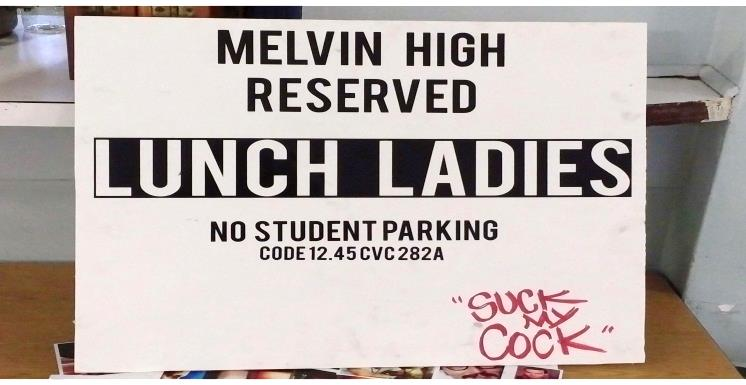 MELVIN HIGH
RESERVED
LUNCH LADIES
NO STUDENT PARKING
CODE 12.45 CVC 282A
"SUCK
MY
COCK"